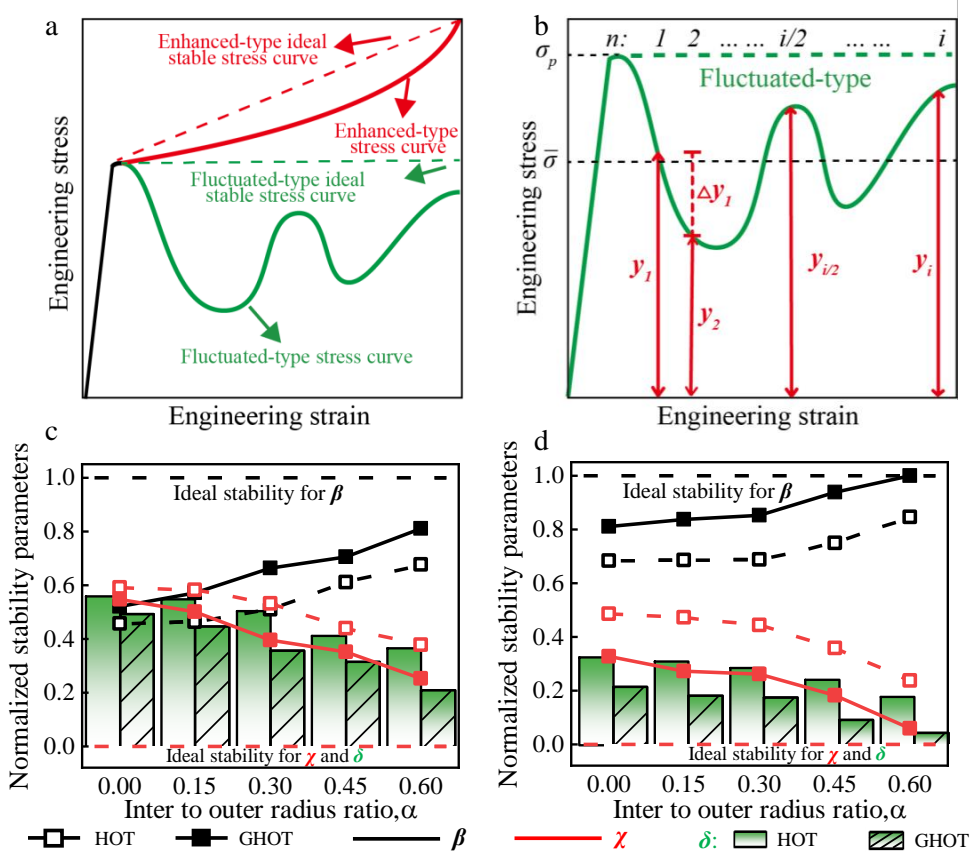 a
Enhanced-type ideal
stable stress curve
Enhanced-type
stress curve
Fluctuated-type ideal
stable stress curve
Fluctuated-type stress curve
Engineering stress
Engineering strain
b
n: 1 2 ... ... i/2 ... ... i
σp
Fluctuated-type
σ̅
△y1
y1
y2
yi/2
yi
Engineering stress
Engineering strain
c
Normalized stability parameters
1.0
0.8
0.6
0.4
0.2
0.0
Ideal stability for β
Ideal stability for χ and δ
0.00 0.15 0.30 0.45 0.60
Inter to outer radius ratio,α
d
Normalized stability parameters
1.0
0.8
0.6
0.4
0.2
0.0
Ideal stability for β
Ideal stability for χ and δ
0.00 0.15 0.30 0.45 0.60
Inter to outer radius ratio,α
HOT GHOT β χ δ: HOT GHOT